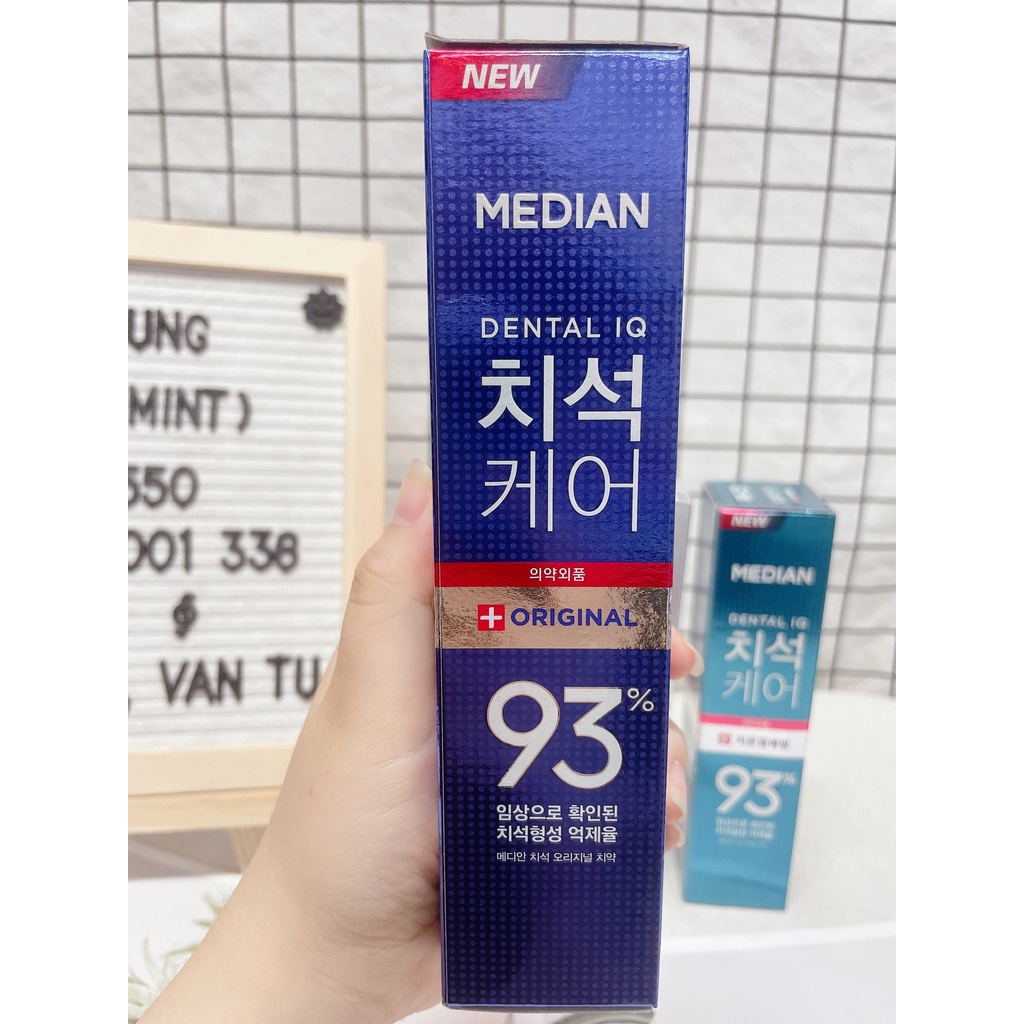 NEW
MEDIAN
DENTAL IQ
치석
케어
의약외품
ORIGINAL
93%
임상으로 확인된
치석형성 억제율
메디안 치석 오리지널 치약
UNG
MINT)
550
001 338
VAN TU
NEW
MEDIAN
DENTAL IQ
치석
케어
93%